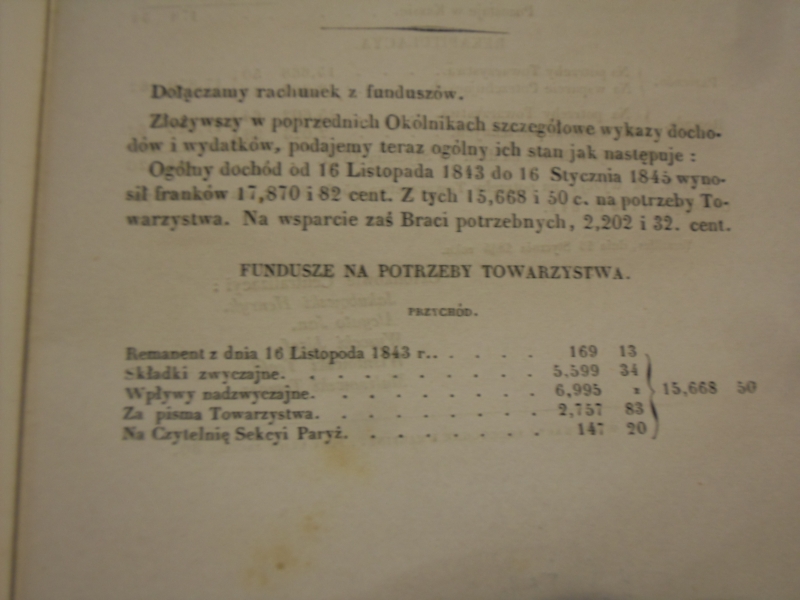 Dołączamy rachunek z funduszów.
Złożywszy w poprzednich Okólnikach szczegółowe wykazy docho-
dów i wydatków, podajemy teraz ogólny ich stan jak następuje :
Ogólny dochód od 16 Listopada 1843 do 16 Stycznia 1845 wyno-
sił franków 17,870 i 82 cent. Z tych 15,668 i 50 c. na potrzeby To-
warzystwa. Na wsparcie zaś Braci potrzebnych, 2,202 i 32. cent.
FUNDUSZE NA POTRZEBY TOWARZYSTWA.
PRZYCHÓD.
Remanent z dnia 16 Listopoda 1843 r.. . . . . 169 13
Składki zwyczajne. . . . . . . . . 5,599 34
Wpływy nadzwyczajne. . . . . . . . 6,995 » 15,668 50
Za pisma Towarzystwa. . . . . . . . 2,757 83
Na Czytelnię Sekcyi Paryż. . . . . . . 147 20